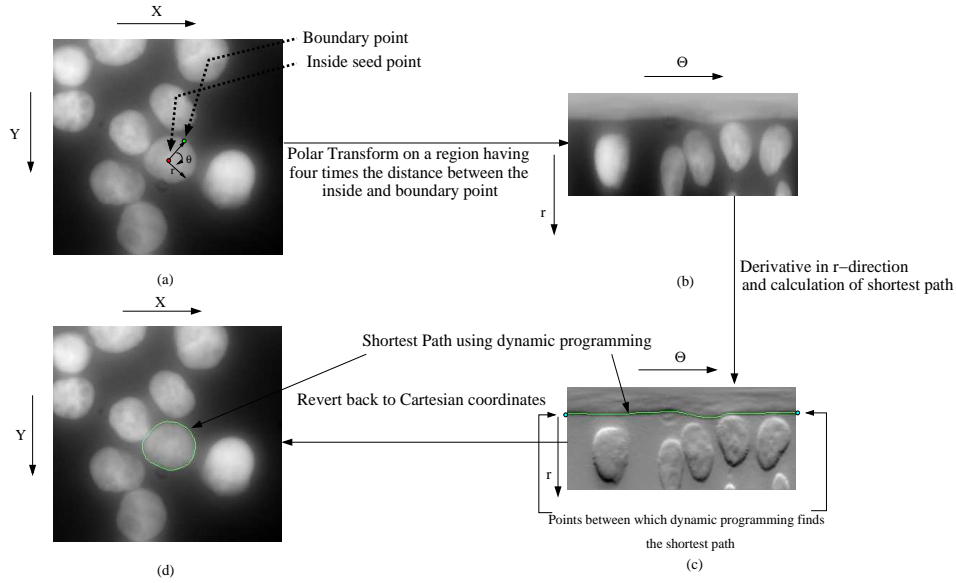 X
Boundary point
Inside seed point
Y
θ
r
(a)
Polar Transform on a region having
four times the distance between the
inside and boundary point
Θ
r
(b)
Derivative in r−direction
and calculation of shortest path
X
Shortest Path using dynamic programming
Y
Revert back to Cartesian coordinates
(d)
Θ
r
Points between which dynamic programming finds
the shortest path
(c)